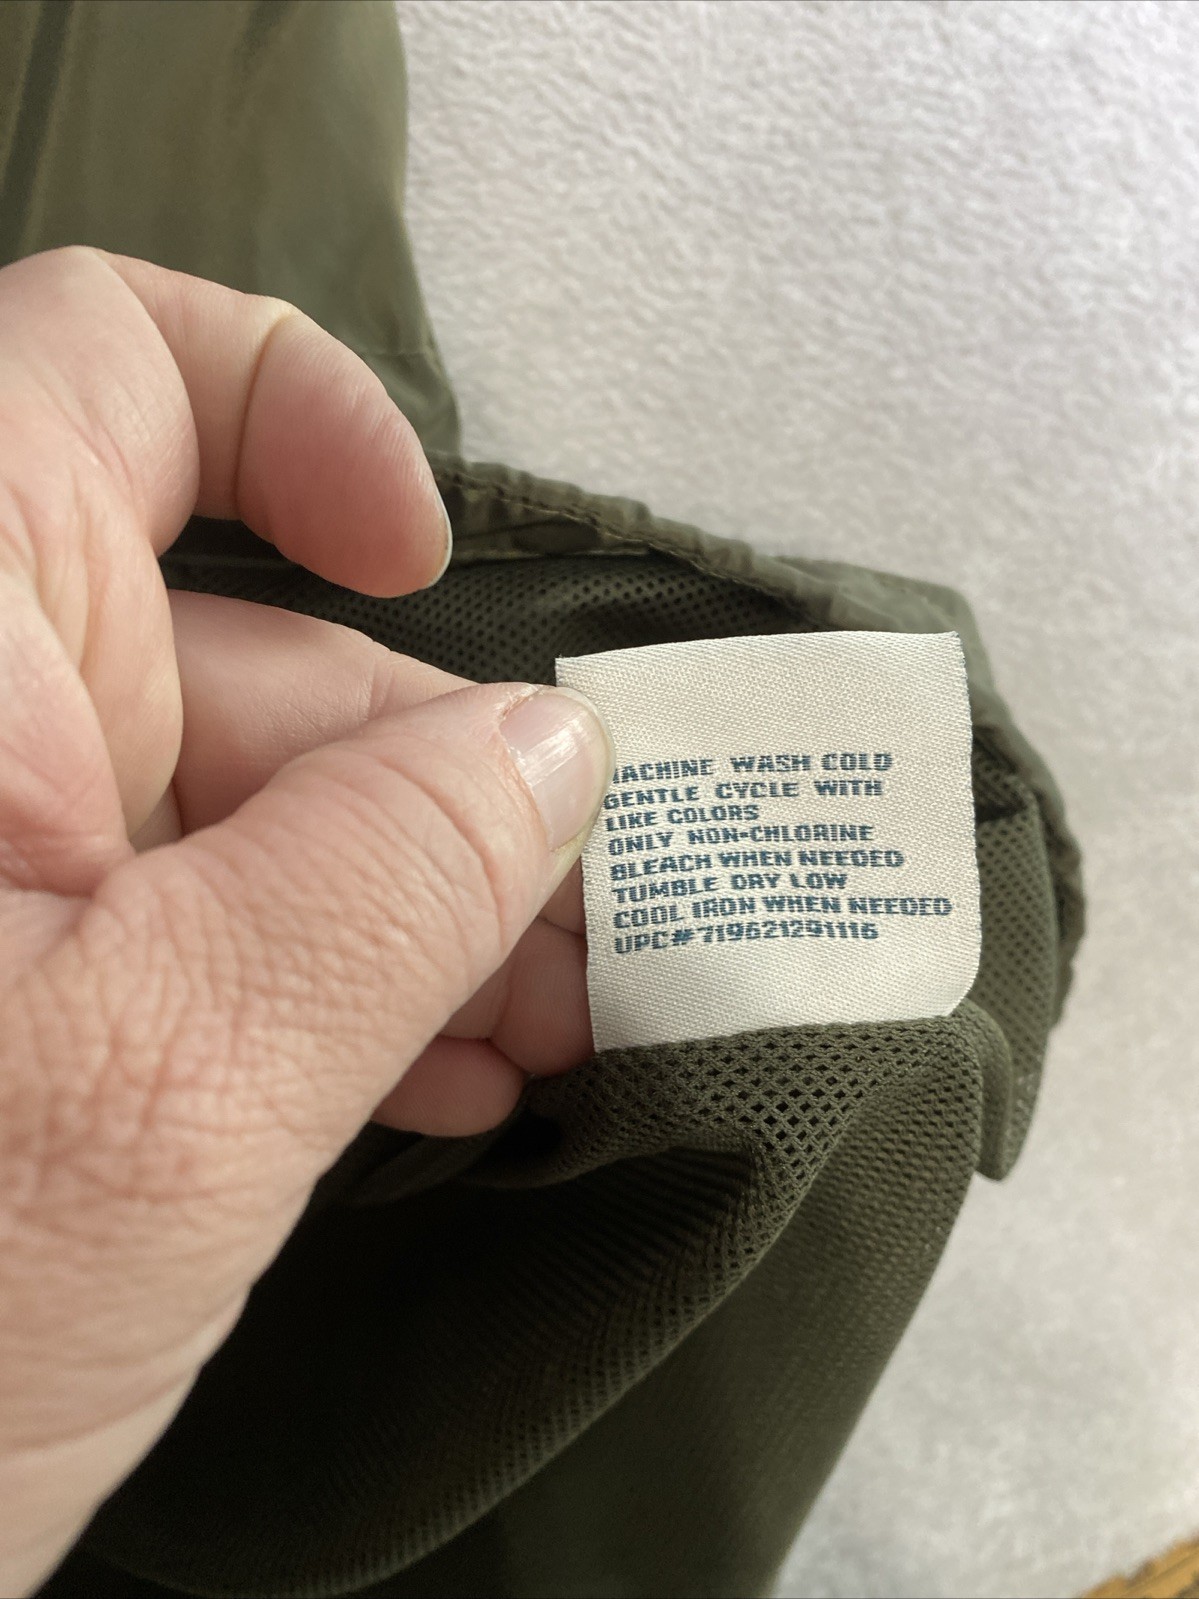 MACHINE WASH COLD
GENTLE CYCLE WITH
LIKE COLORS
ONLY NON-CHLORINE
BLEACH WHEN NEEDED
TUMBLE DRY LOW
COOL IRON WHEN NEEDED
UPC# 719621291116